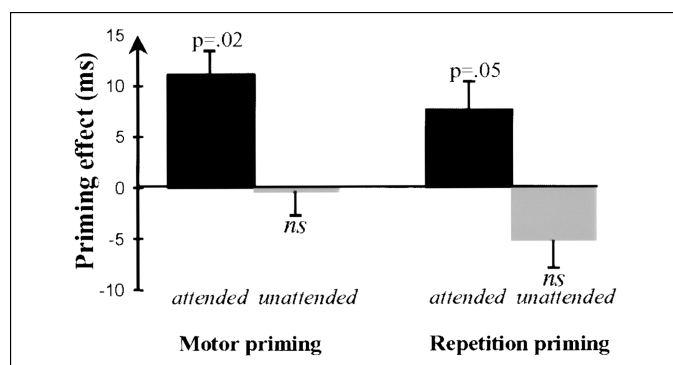 15
p=.02
10
p=.05
5
0
-5
-10
Priming effect (ms)
ns
ns
attended unattended attended unattended
Motor priming Repetition priming